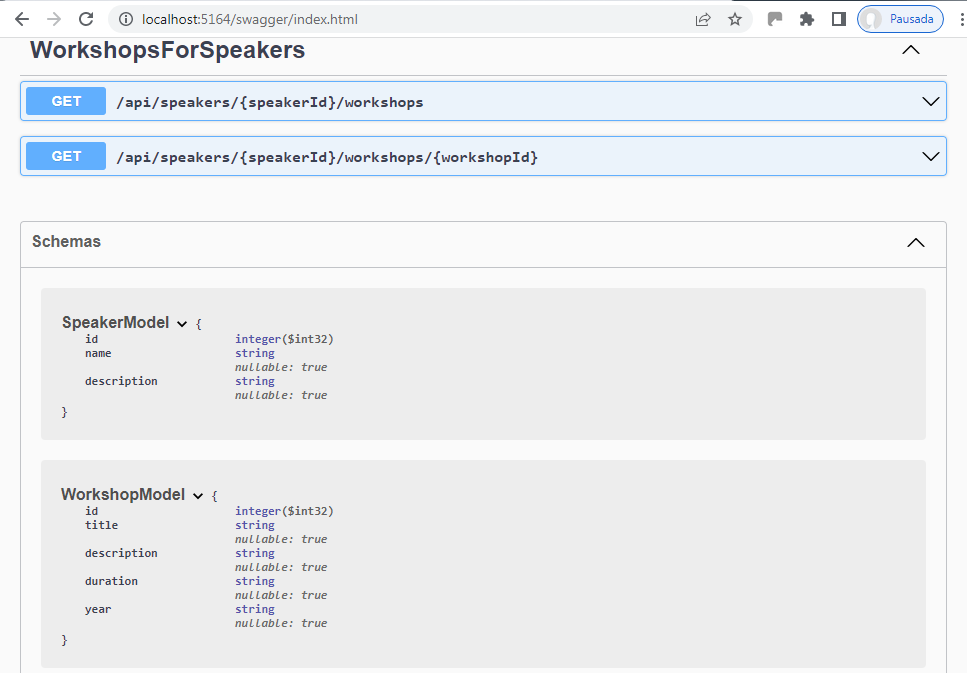 localhost:5164/swagger/index.html
Pausada
WorkshopsForSpeakers
GET /api/speakers/{speakerId}/workshops
GET /api/speakers/{speakerId}/workshops/{workshopId}
Schemas
SpeakerModel {
id integer($int32)
name string
nullable: true
description string
nullable: true
}
WorkshopModel {
id integer($int32)
title string
nullable: true
description string
nullable: true
duration string
nullable: true
year string
nullable: true
}